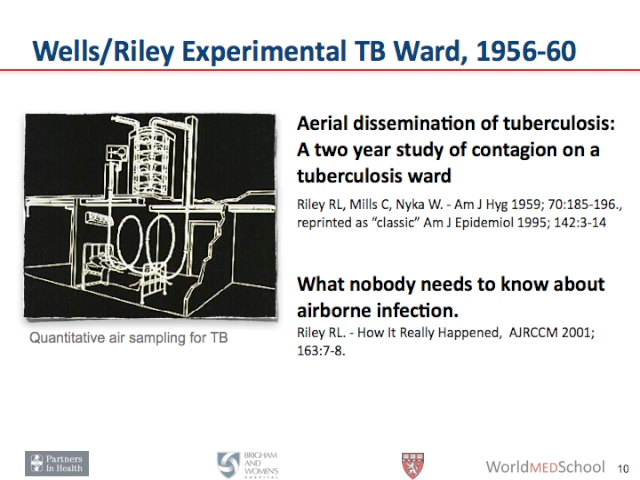 Wells/Riley Experimental TB Ward, 1956-60
Aerial dissemination of tuberculosis:
A two year study of contagion on a
tuberculosis ward
Riley RL, Mills C, Nyka W. - Am J Hyg 1959; 70:185-196.,
reprinted as “classic” Am J Epidemiol 1995; 142:3-14
What nobody needs to know about
airborne infection.
Riley RL. - How It Really Happened, AJRCCM 2001;
163:7-8.
Quantitative air sampling for TB
Partners
In Health
BRIGHAM
AND
WOMEN'S
HOSPITAL
WorldMEDSchool
10